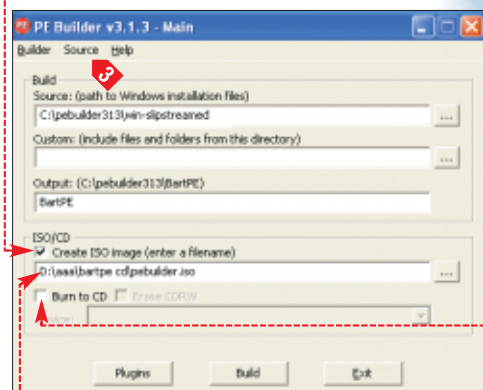 PE Builder v3.1.3 - Main
Builder Source Help
3
Build
Source: (path to Windows installation files)
C:\pebuilder313\win-slipstreamed
...
Custom: (include files and folders from this directory)
...
Output: (C:\pebuilder313\BartPE)
BartPE
ISO/CD
Create ISO image (enter a filename)
D:\aaa\bartpe cd\pebuilder.iso
...
Burn to CD Erase CDRW
Device:
Plugins Build Exit